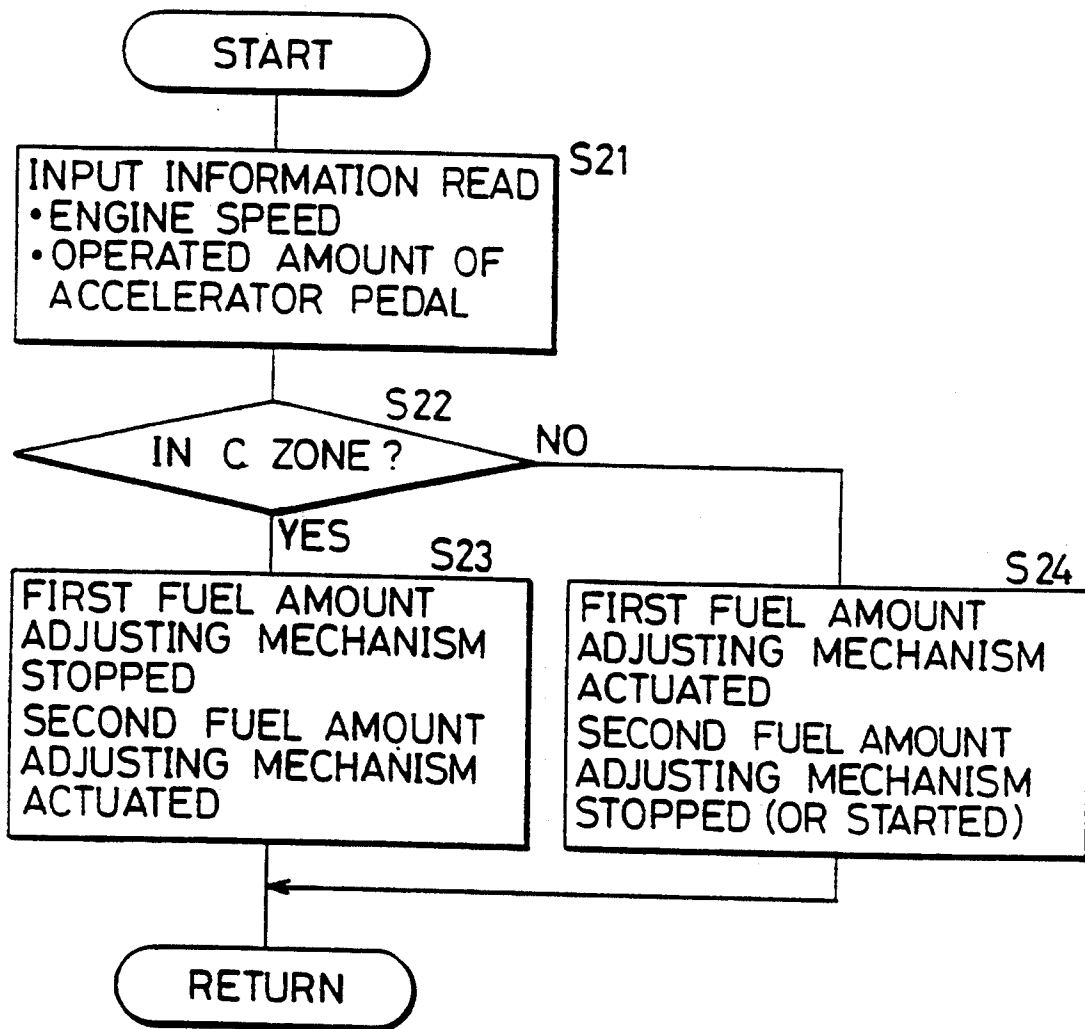 START
S21
INPUT INFORMATION READ
•ENGINE SPEED
•OPERATED AMOUNT OF
ACCELERATOR PEDAL
S22
IN C ZONE?
NO
YES
S23
FIRST FUEL AMOUNT
ADJUSTING MECHANISM
STOPPED
SECOND FUEL AMOUNT
ADJUSTING MECHANISM
ACTUATED
S24
FIRST FUEL AMOUNT
ADJUSTING MECHANISM
ACTUATED
SECOND FUEL AMOUNT
ADJUSTING MECHANISM
STOPPED (OR STARTED)
RETURN